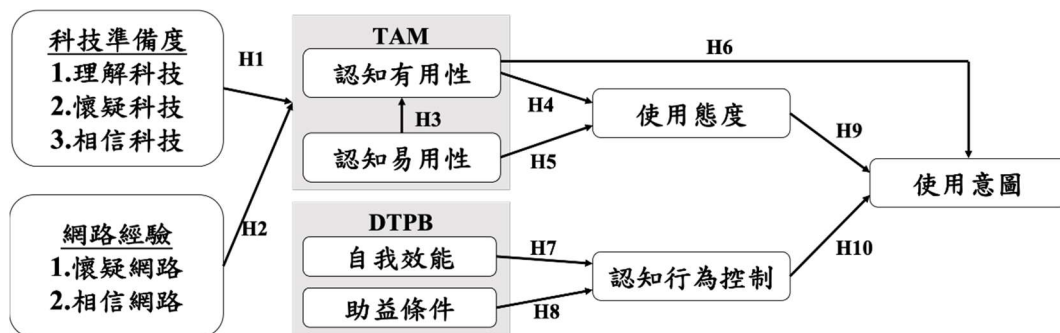 科技準備度
1.理解科技
2.懷疑科技
3.相信科技
H1
網路經驗
1.懷疑網路
2.相信網路
H2
TAM
認知有用性
H3
認知易用性
DTPB
自我效能
助益條件
H6
H4
H5
使用態度
H7
H8
認知行為控制
H9
H10
使用意圖